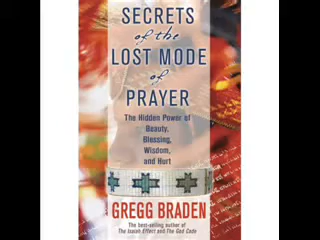 SECRETS
of the
LOST MODE
of
PRAYER
The Hidden Power of
Beauty,
Blessing,
Wisdom,
and Hurt
GREGG BRADEN
The best-selling author of
The Isaiah Effect and The God Code